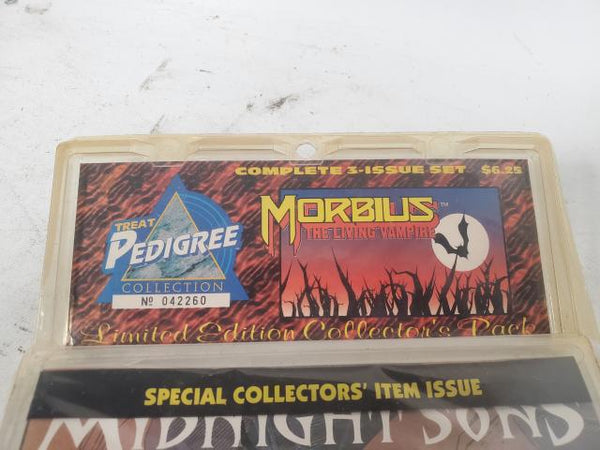 COMPLETE 3-ISSUE SET $6.25
TREAT
PEDIGREE
COLLECTION
No 042260
MORBIUS™
THE LIVING VAMPIRE
Limited Edition Collector's Pack
SPECIAL COLLECTORS' ITEM ISSUE
MIDNIGHT SONS